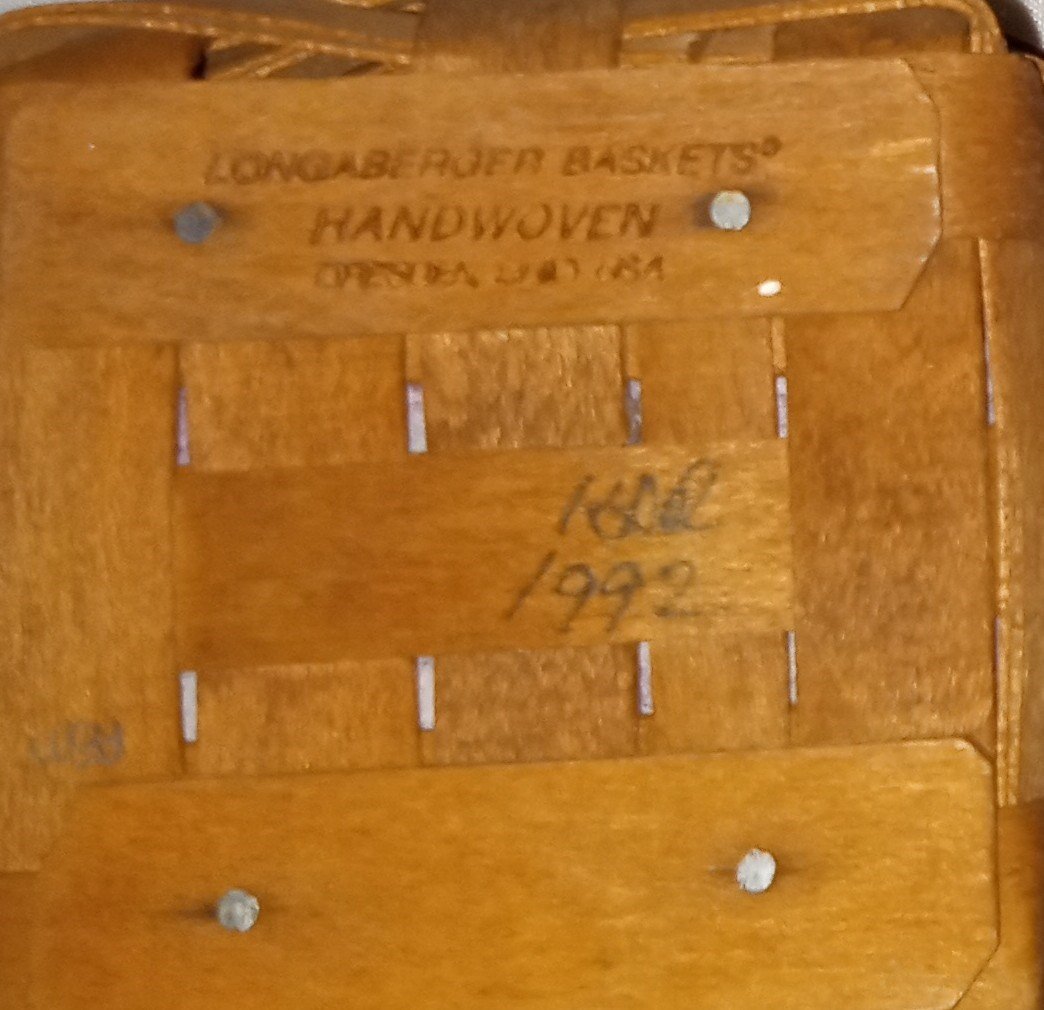 LONGABERGER BASKETS®
HANDWOVEN
DRESDEN, OHIO USA
1992